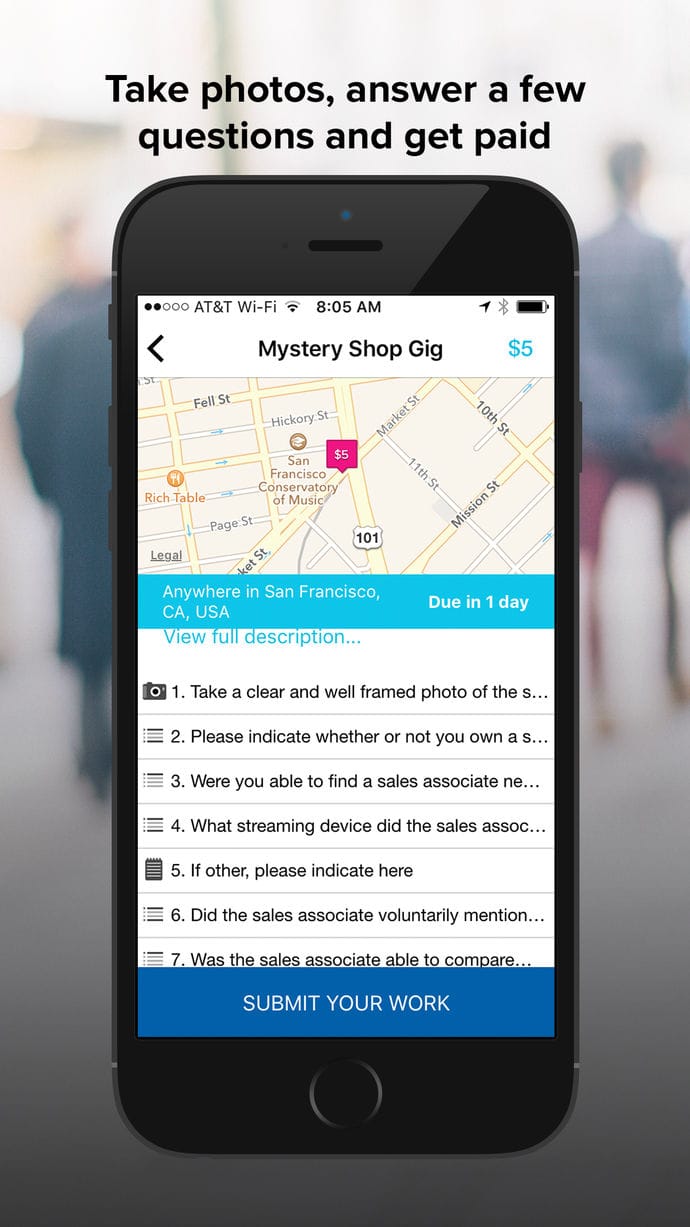 Take photos, answer a few
questions and get paid
AT&T Wi-Fi 8:05 AM
Mystery Shop Gig $5
St.
Fell St
Hickory St
Market St
10th St
$5
San
Francisco
Conservatory
of Music
11th St
Rich Table
Mission St
Page St
101
Legal
ket St
Anywhere in San Francisco,
CA, USA
Due in 1 day
View full description...
1. Take a clear and well framed photo of the s...
2. Please indicate whether or not you own a s...
3. Were you able to find a sales associate ne...
4. What streaming device did the sales assoc...
5. If other, please indicate here
6. Did the sales associate voluntarily mention...
7. Was the sales associate able to compare...
SUBMIT YOUR WORK